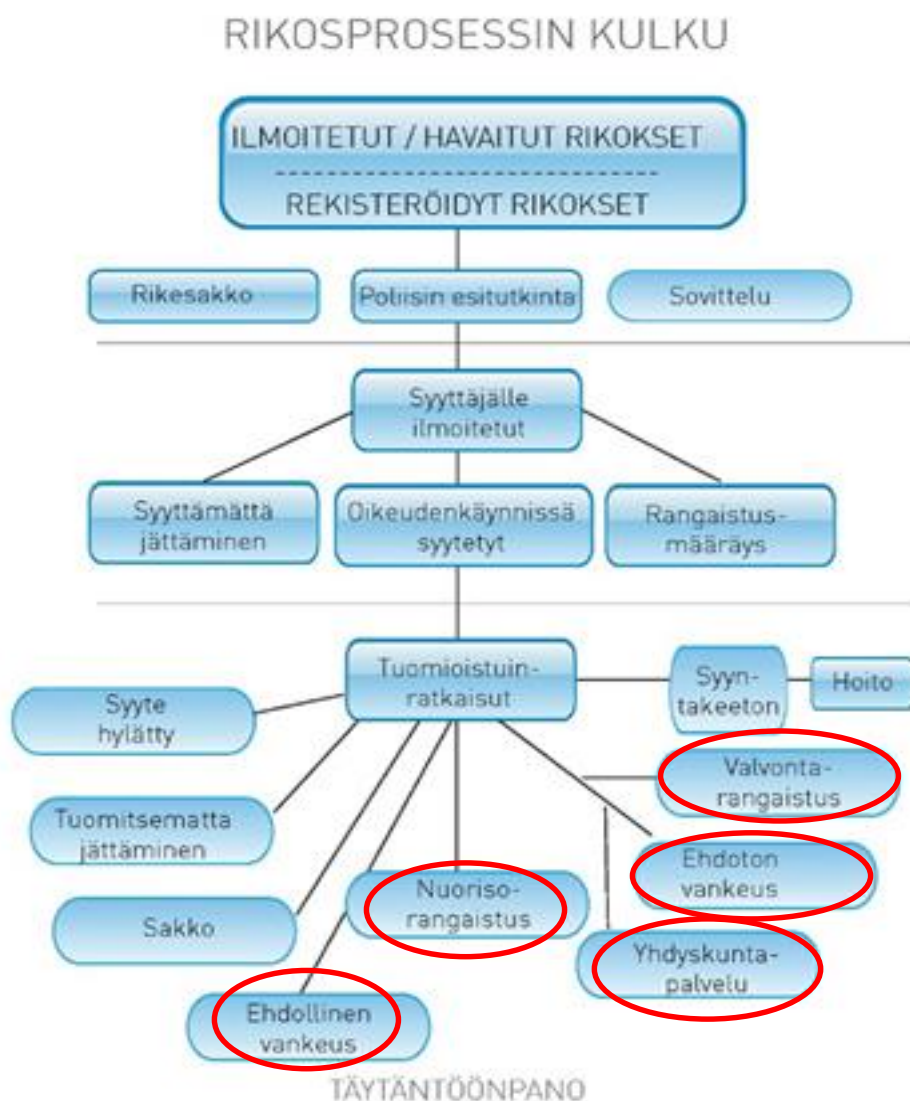 RIKOSPROSESSIN KULKU
ILMOITETUT / HAVAITUT RIKOKSET
REKISTERÖIDYT RIKOKSET
Rikesakko
Poliisin esitutkinta
Sovittelu
Syyttäjälle
ilmoitetut
Syyttämättä
jättäminen
Oikeudenkäynnissä
syytetyt
Rangaistus-
määräys
Tuomioistuin-
ratkaisut
Syyn-
takeeton
Hoito
Syyte
hylätty
Valvonta-
rangaistus
Tuomitsematta
jättäminen
Ehdoton
vankeus
Nuoriso-
rangaistus
Sakko
Yhdyskunta-
palvelu
Ehdollinen
vankeus
TÄYTÄNTÖÖNPANO